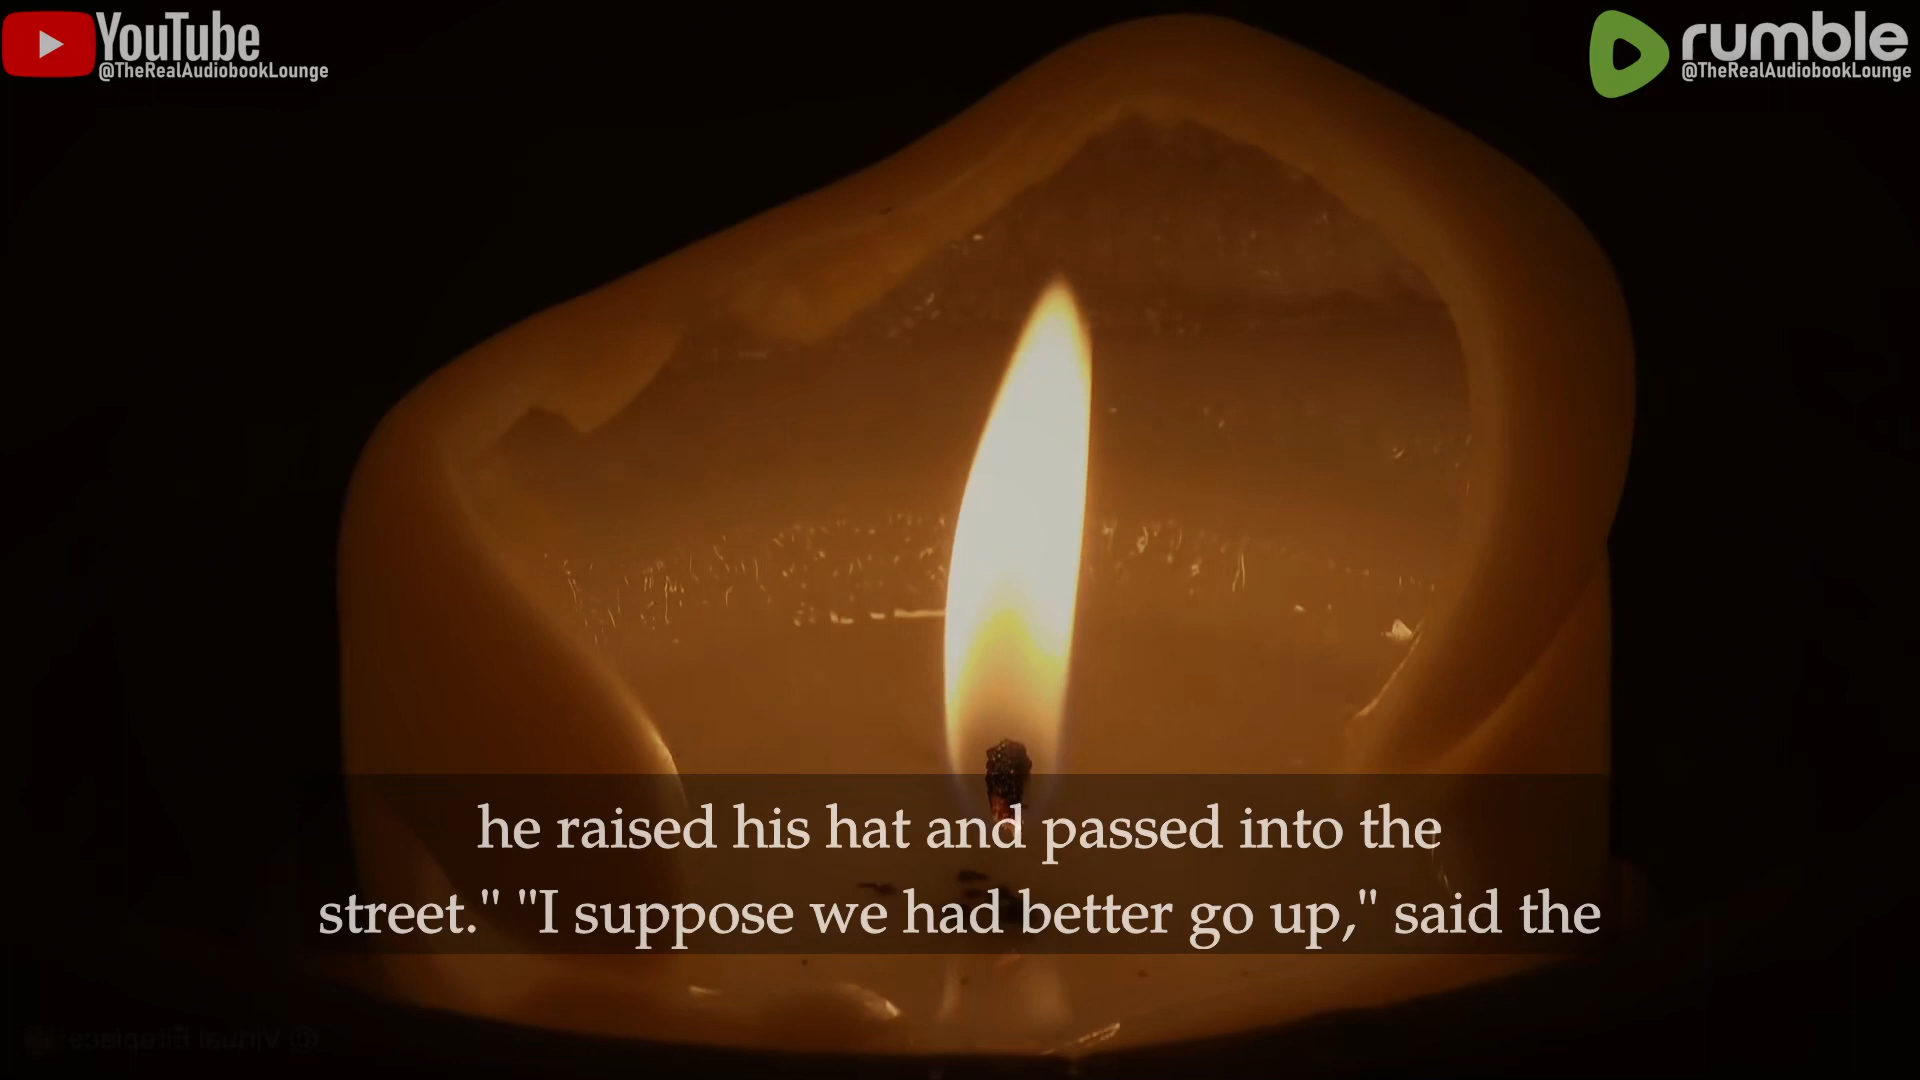 YouTube
@TheRealAudiobookLounge
rumble
@TheRealAudiobookLounge
he raised his hat and passed into the
street." "I suppose we had better go up," said the